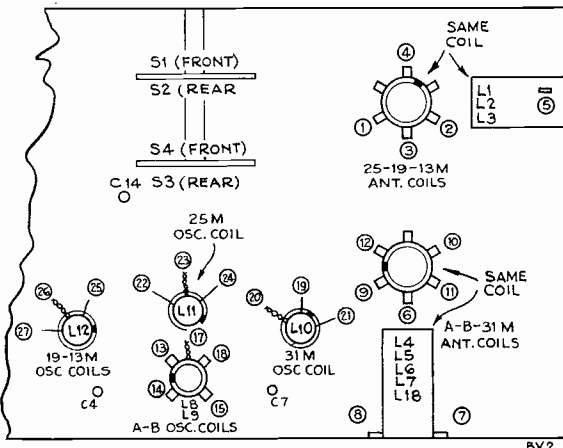 SAME
COIL
S1 (FRONT)
S2 (REAR
4
L1
L2
L3
5
1
2
3
25-19-13M
ANT. COILS
S4 (FRONT)
S3 (REAR)
C14
25M
OSC. COIL
23
22
24
L11
26
25
27
L12
19-13M
OSC COILS
C4
19
20
21
L10
31M
OSC COIL
C7
17
13
18
14
15
L8
L9
A-B OSC. COILS
12
10
9
11
6
SAME
COIL
A-B-31M
ANT. COILS
L4
L5
L6
L7
L18
8
7
BV2